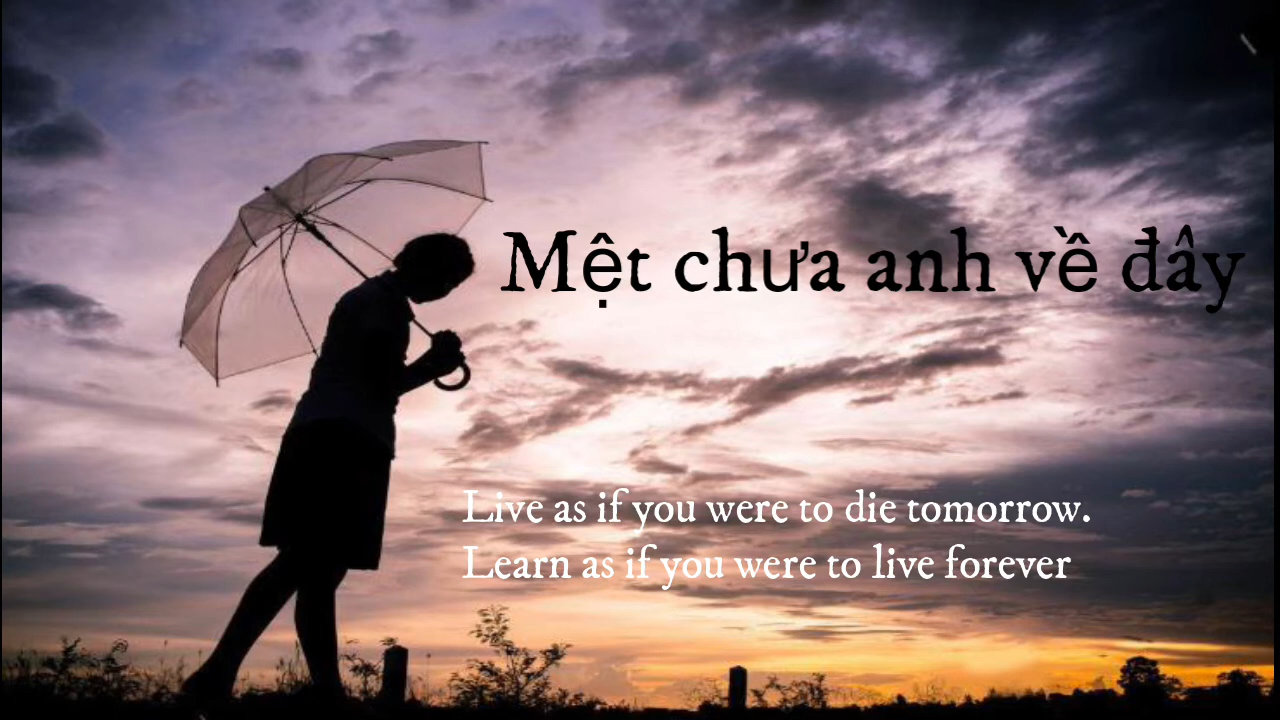 Mệt chưa anh về đây
Live as if you were to die tomorrow.
Learn as if you were to live forever